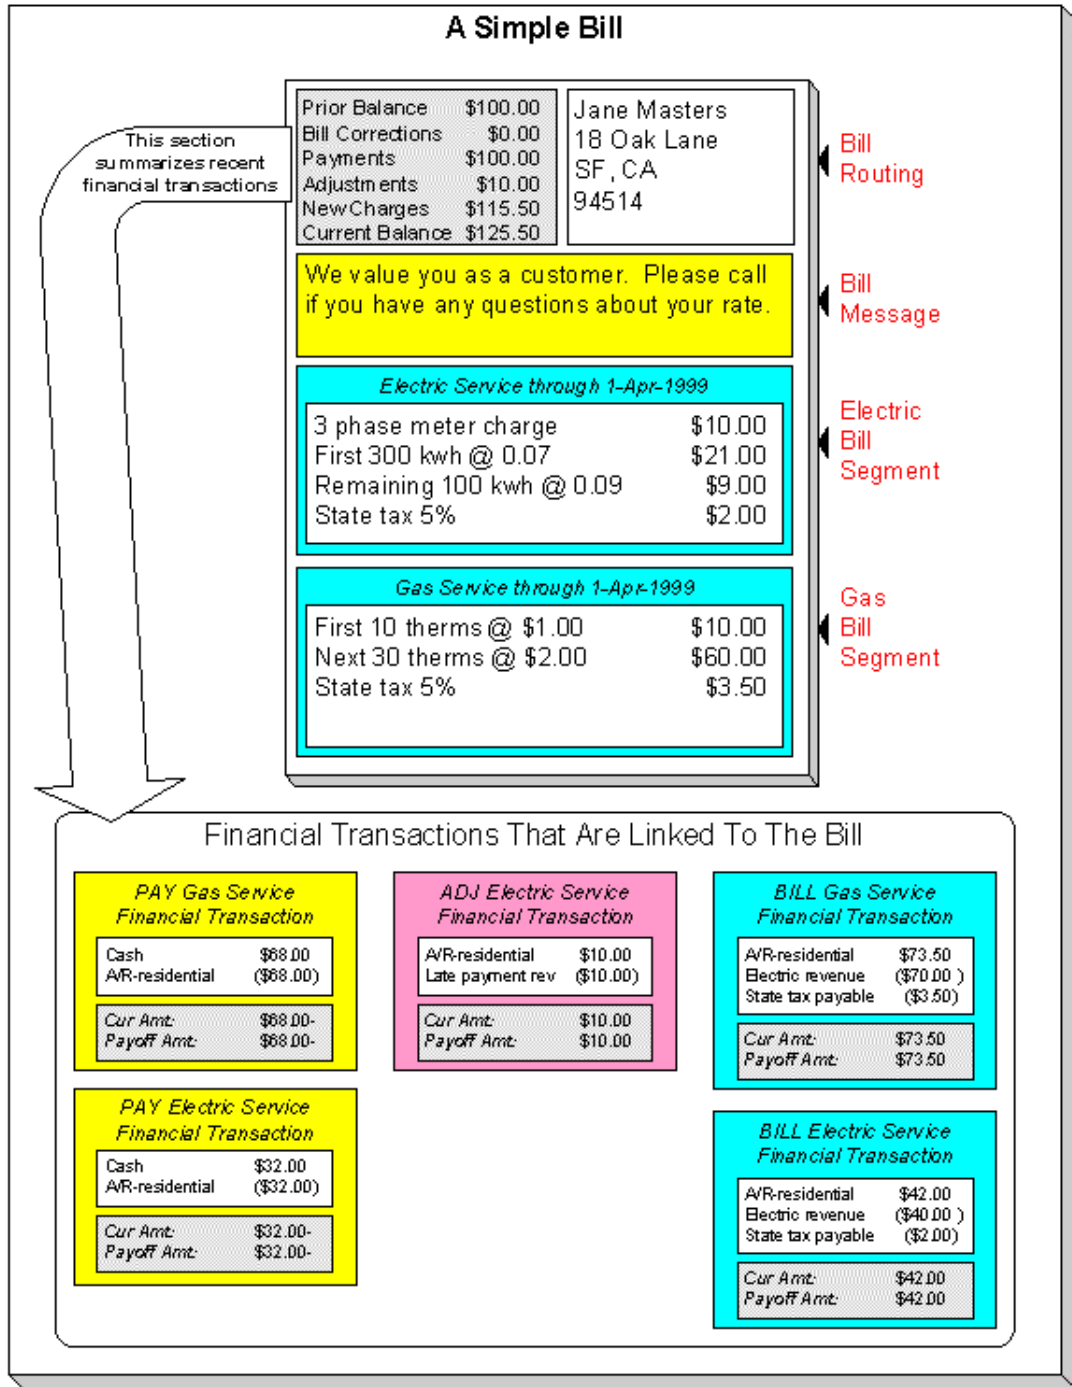 A Simple Bill
This section
summarizes recent
financial transactions
Prior Balance $100.00
Bill Corrections $0.00
Payments $100.00
Adjustments $10.00
New Charges $115.50
Current Balance $125.50
Jane Masters
18 Oak Lane
SF, CA
94514
Bill
Routing
We value you as a customer. Please call
if you have any questions about your rate.
Bill
Message
Electric Service through 1-Apr-1999
3 phase meter charge $10.00
First 300 kwh @ 0.07 $21.00
Remaining 100 kwh @ 0.09 $9.00
State tax 5% $2.00
Electric
Bill
Segment
Gas Service through 1-Apr-1999
First 10 therms @ $1.00 $10.00
Next 30 therms @ $2.00 $60.00
State tax 5% $3.50
Gas
Bill
Segment
Financial Transactions That Are Linked To The Bill
PAY Gas Service
Financial Transaction
Cash $68.00
A/R-residential ($68.00)
Cur Amt: $68.00-
Payoff Amt: $68.00-
ADJ Electric Service
Financial Transaction
A/R-residential $10.00
Late payment rev ($10.00)
Cur Amt: $10.00
Payoff Amt: $10.00
BILL Gas Service
Financial Transaction
A/R-residential $73.50
Electric revenue ($70.00 )
State tax payable ($3.50)
Cur Amt: $73.50
Payoff Amt: $73.50
PAY Electric Service
Financial Transaction
Cash $32.00
A/R-residential ($32.00)
Cur Amt: $32.00-
Payoff Amt: $32.00-
BILL Electric Service
Financial Transaction
A/R-residential $42.00
Electric revenue ($40.00 )
State tax payable ($2.00)
Cur Amt: $42.00
Payoff Amt: $42.00